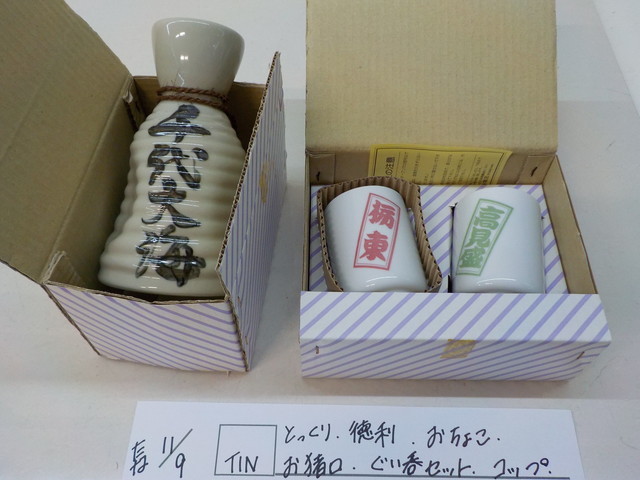 千代大海
栃東
高見盛
11/9
TIN
とっくり．徳利．おちょこ．
お猪口．ぐい呑セット．コップ．